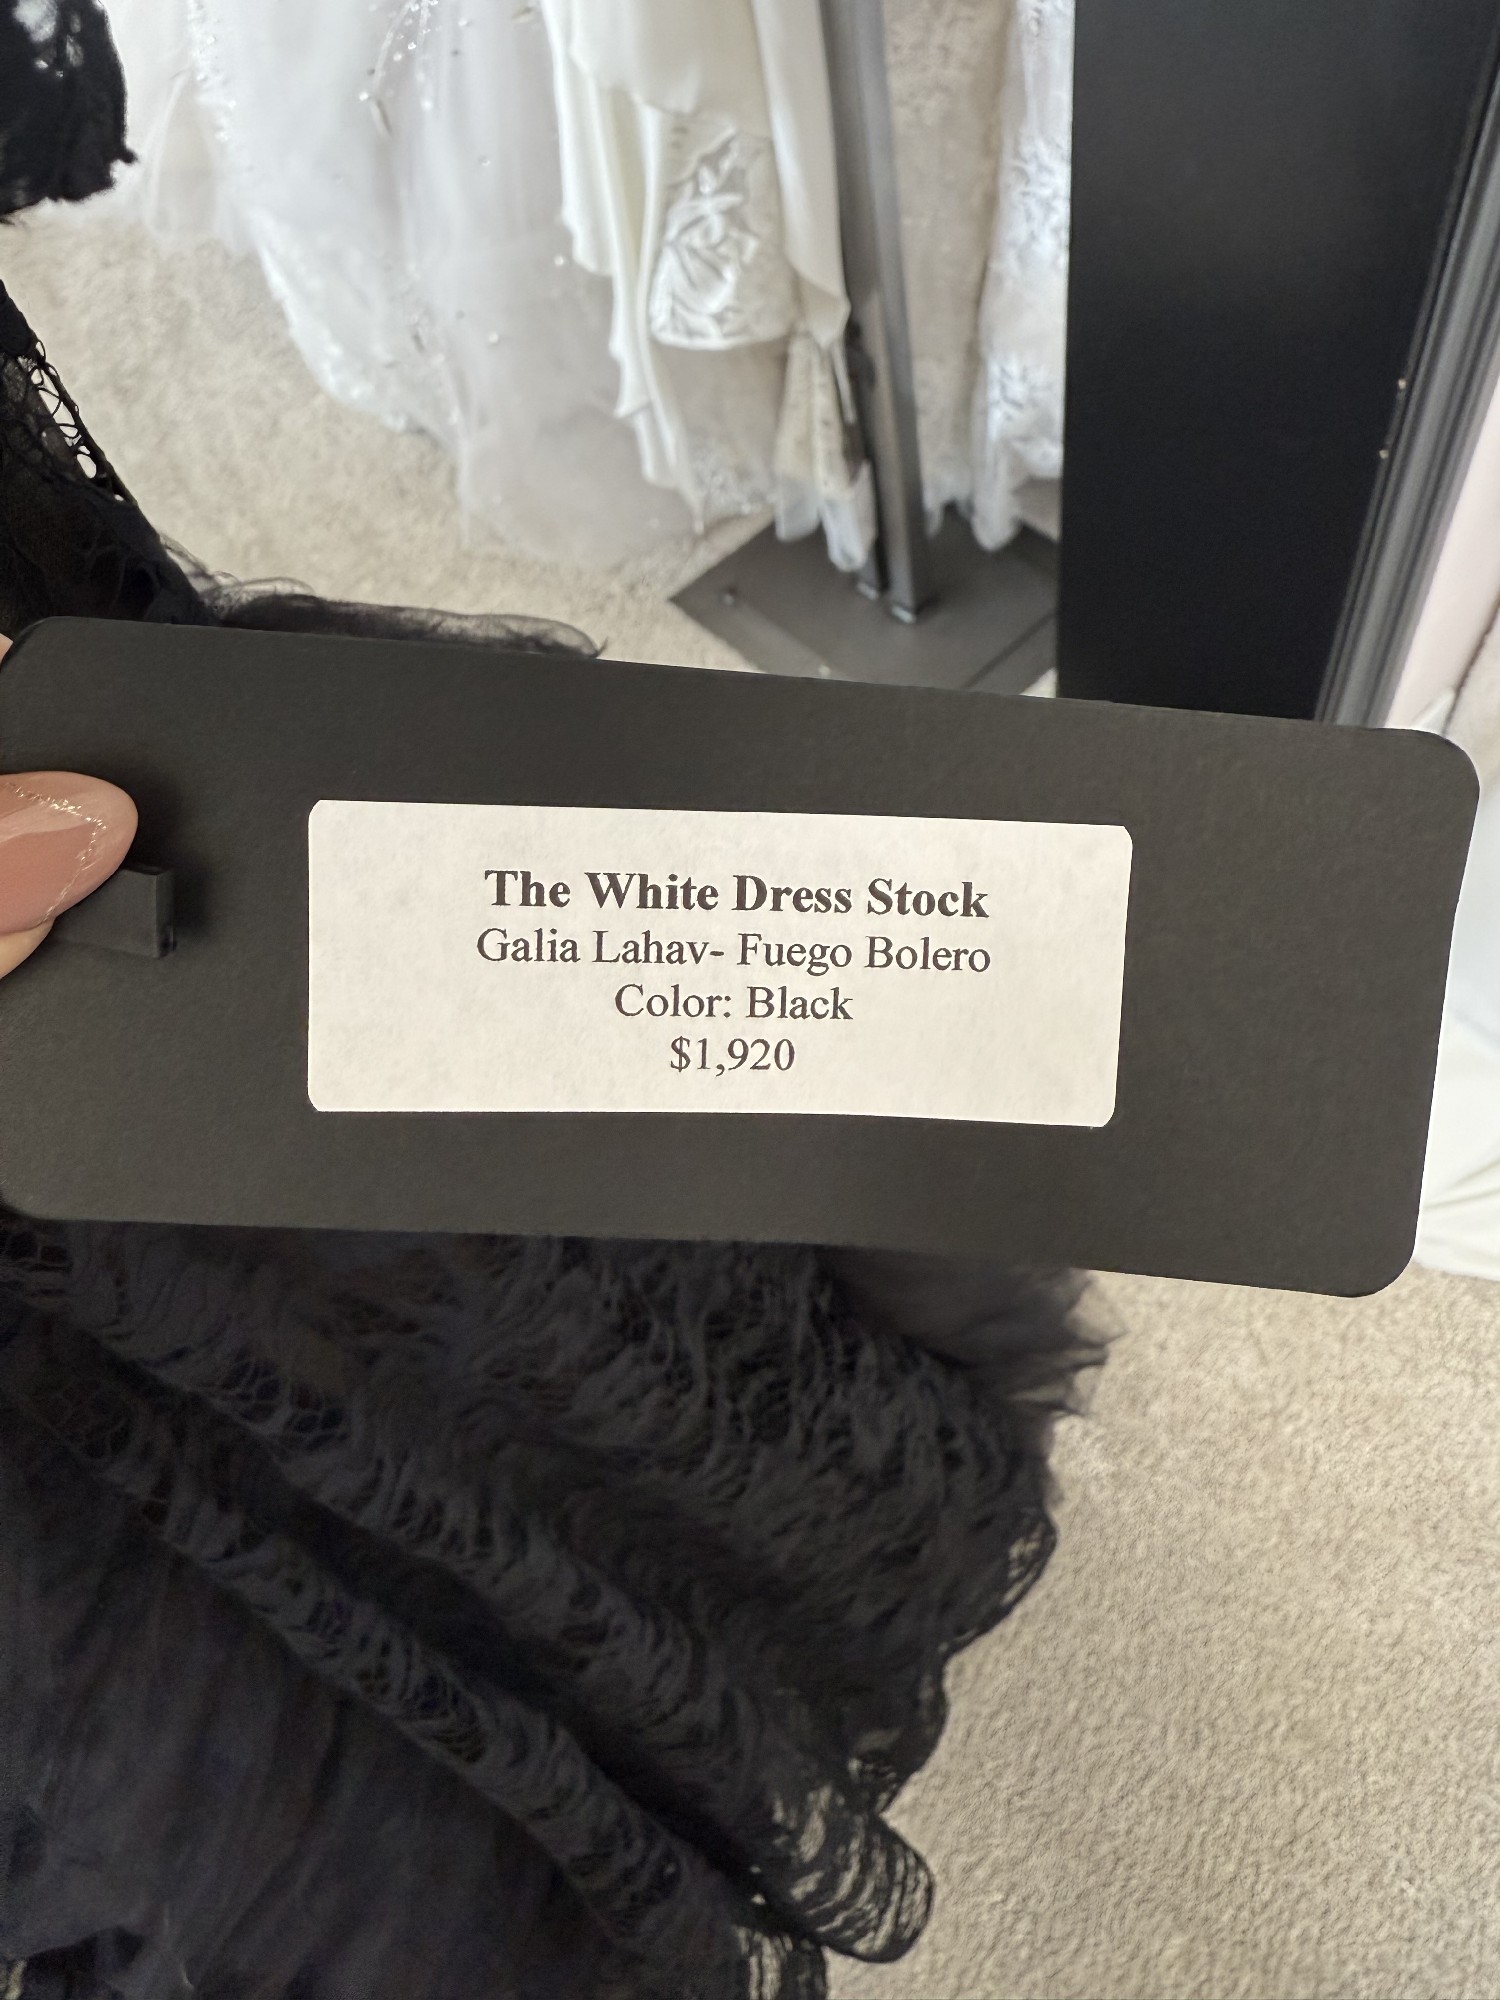 The White Dress Stock
Galia Lahav- Fuego Bolero
Color: Black
$1,920